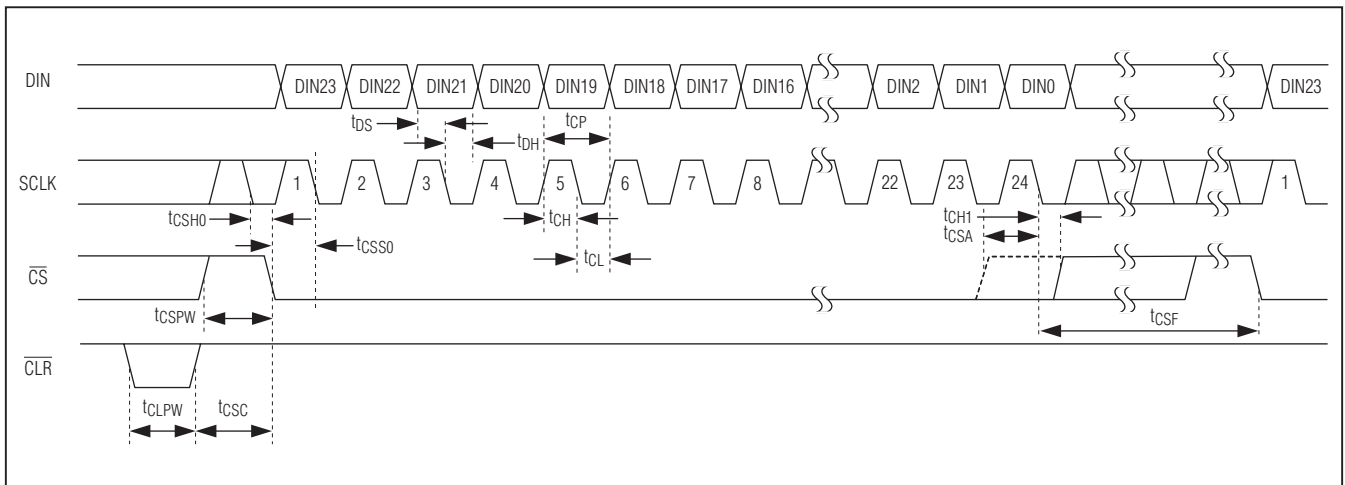 DIN
DIN23 DIN22 DIN21 DIN20 DIN19 DIN18 DIN17 DIN16 DIN2 DIN1 DIN0 DIN23
tDS
tDH
tCP
SCLK
1 2 3 4 5 6 7 8 22 23 24 1
tCSH0
tCH
tCH1
tCSS0
tCL
tCSA
CS
tCSPW
tCSF
CLR
tCLPW
tCSC